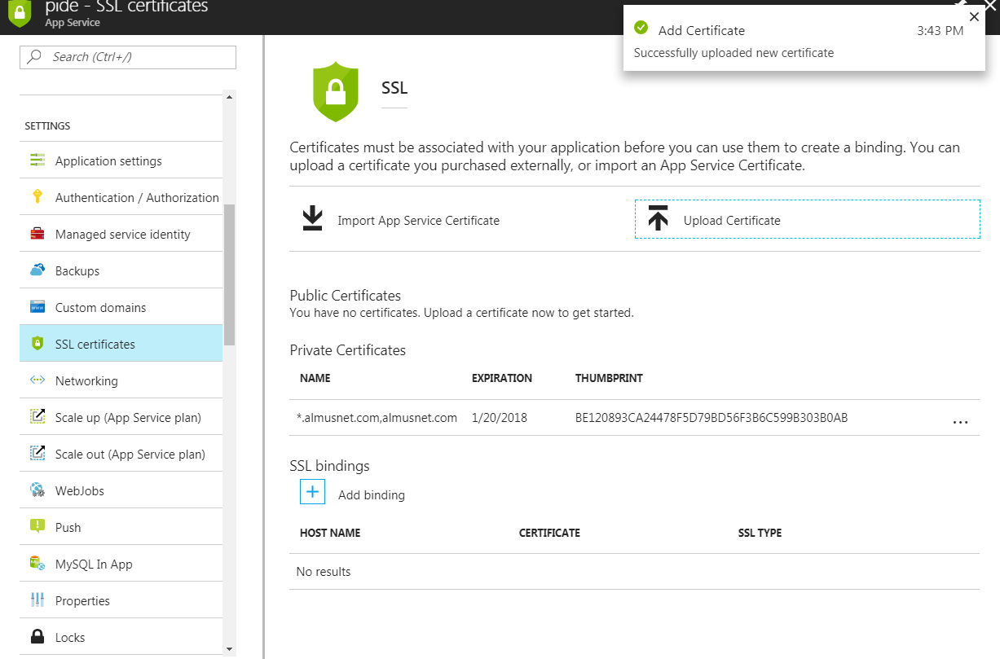 pide - SSL certificates
App Service
Add Certificate
3:43 PM
Successfully uploaded new certificate
Search (Ctrl+/)
SETTINGS
Application settings
Authentication / Authorization
Managed service identity
Backups
Custom domains
SSL certificates
Networking
Scale up (App Service plan)
Scale out (App Service plan)
WebJobs
Push
MySQL In App
Properties
Locks
SSL
Certificates must be associated with your application before you can use them to create a binding. You can
upload a certificate you purchased externally, or import an App Service Certificate.
Import App Service Certificate
Upload Certificate
Public Certificates
You have no certificates. Upload a certificate now to get started.
Private Certificates
NAME EXPIRATION THUMBPRINT
*.almusnet.com,almusnet.com 1/20/2018 BE120893CA24478F5D79BD56F3B6C599B303B0AB ...
SSL bindings
Add binding
HOST NAME CERTIFICATE SSL TYPE
No results